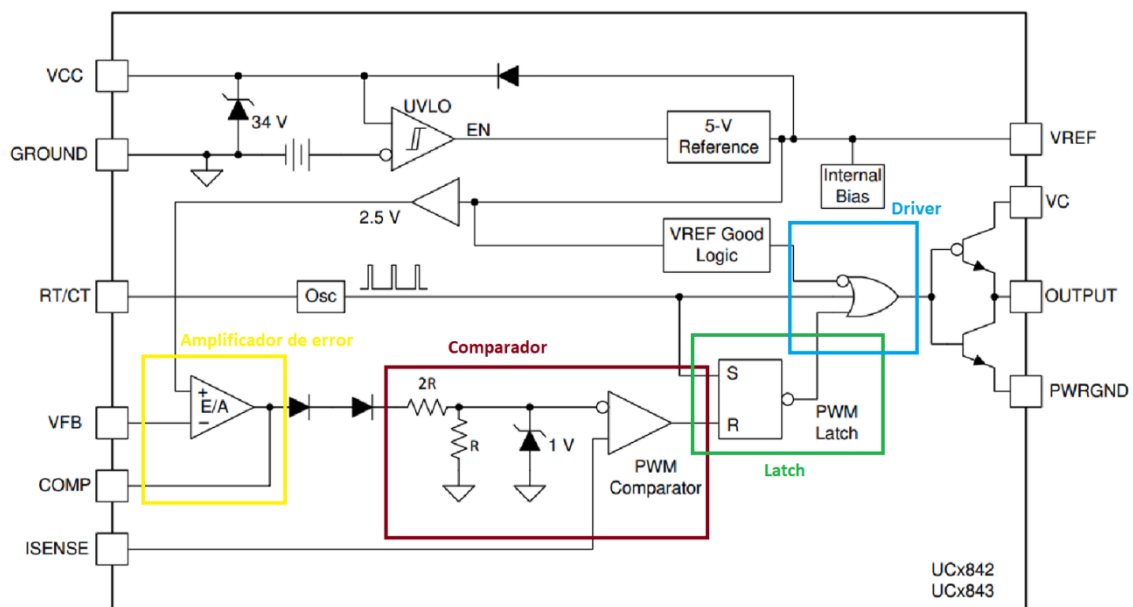 VCC
UVLO
34 V
EN
5-V
Reference
GROUND
VREF
Internal
Bias
2.5 V
Driver
VC
VREF Good
Logic
RT/CT
Osc
OUTPUT
Amplificador de error
Comparador
2R
S
PWRGND
+
E/A
−
VFB
R
1 V
R
PWM
Latch
COMP
PWM
Comparator
Latch
ISENSE
UCx842
UCx843